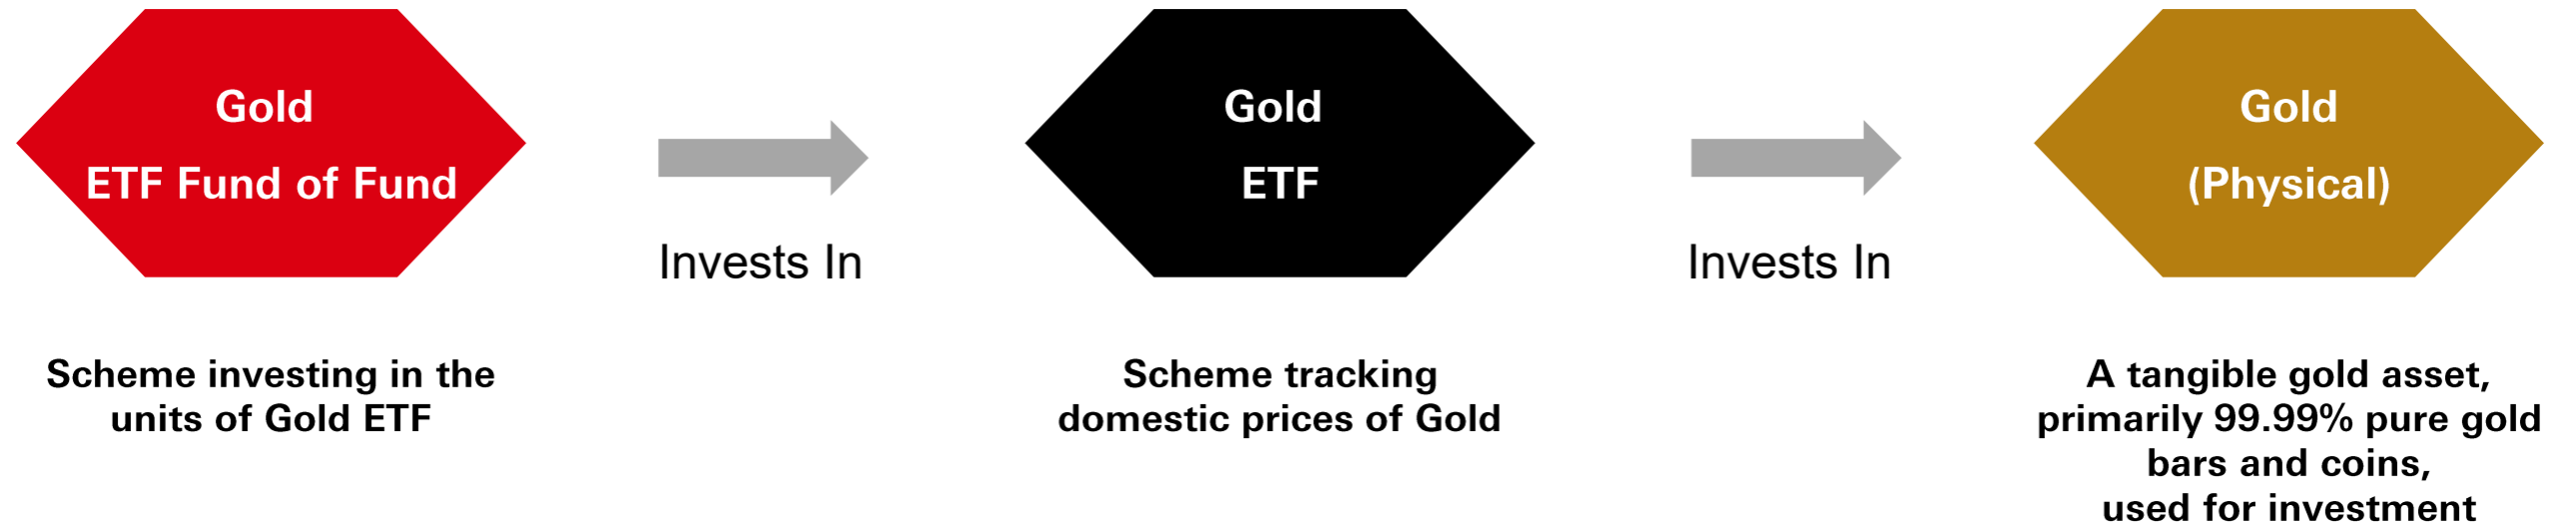 Gold
ETF Fund of Fund
Invests In
Gold
ETF
Invests In
Gold
(Physical)
Scheme investing in the
units of Gold ETF
Scheme tracking
domestic prices of Gold
A tangible gold asset,
primarily 99.99% pure gold
bars and coins,
used for investment